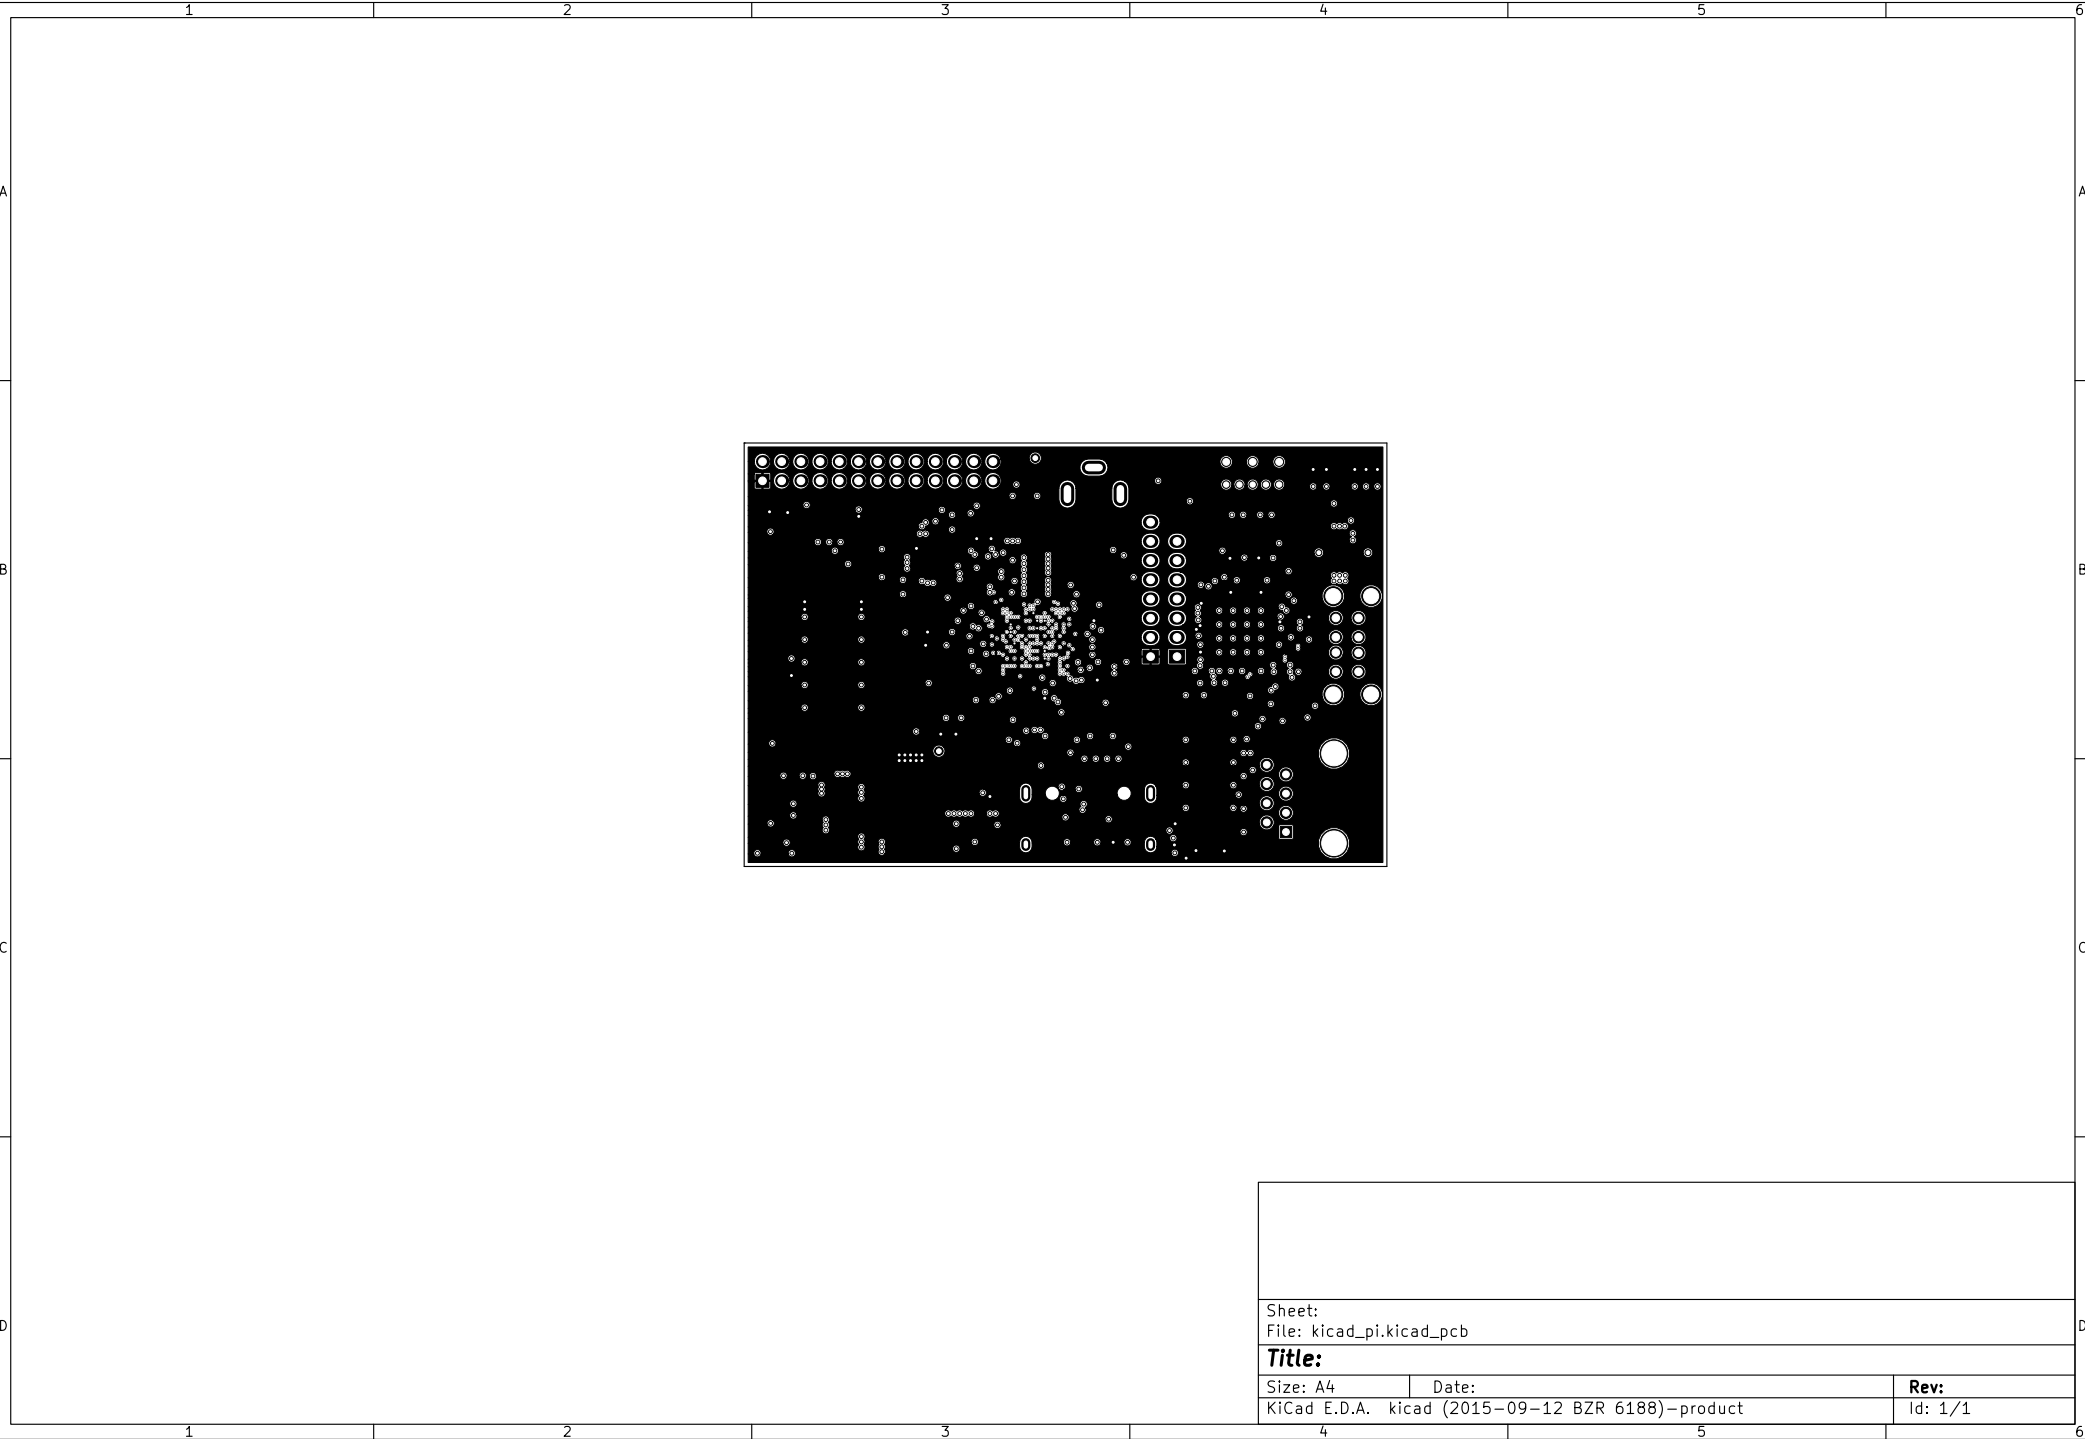 1 2 3 4 5 6
A A
B B
C C
D D
Sheet:
File: kicad_pi.kicad_pcb
Title:
Size: A4 Date: Rev:
KiCad E.D.A. kicad (2015-09-12 BZR 6188)-product Id: 1/1
1 2 3 4 5 6